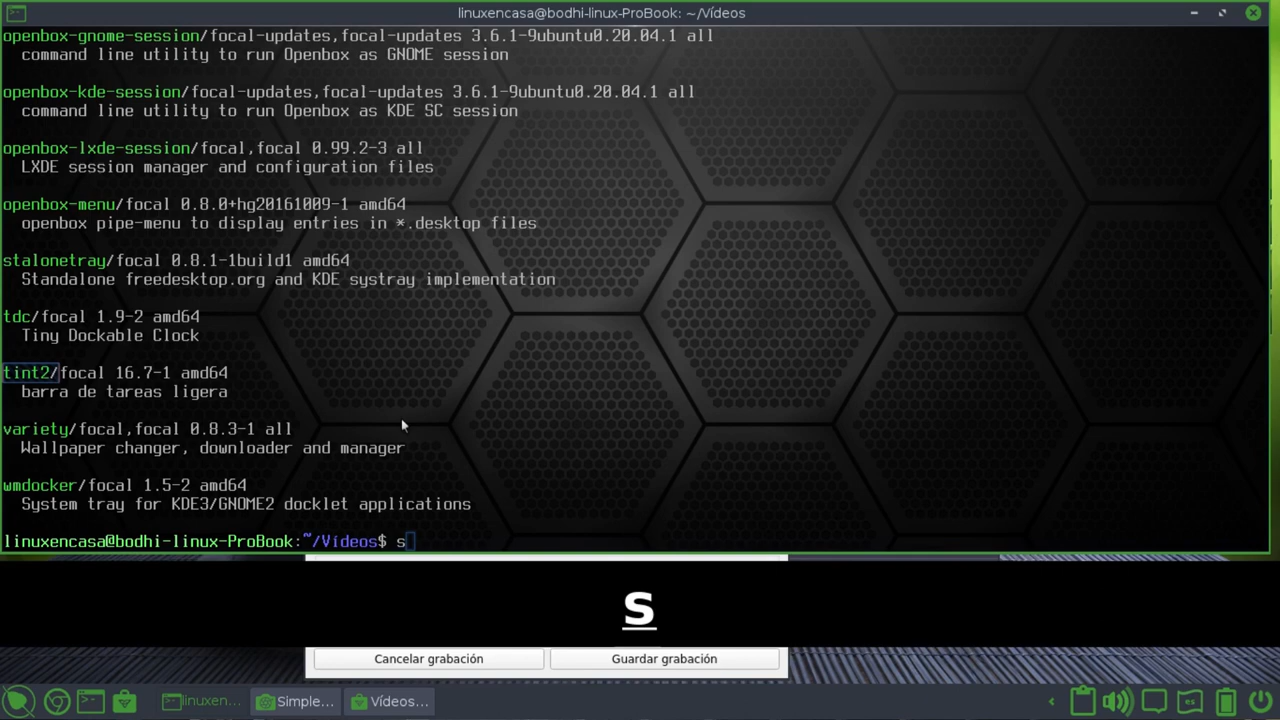 linuxencasa@bodhi-linux-ProBook: ~/Vídeos
openbox-gnome-session/focal-updates,focal-updates 3.6.1-9ubuntu0.20.04.1 all
command line utility to run Openbox as GNOME session
openbox-kde-session/focal-updates,focal-updates 3.6.1-9ubuntu0.20.04.1 all
command line utility to run Openbox as KDE SC session
openbox-lxde-session/focal,focal 0.99.2-3 all
LXDE session manager and configuration files
openbox-menu/focal 0.8.0+hg20161009-1 amd64
openbox pipe-menu to display entries in *.desktop files
stalonetray/focal 0.8.1-1build1 amd64
Standalone freedesktop.org and KDE systray implementation
tdc/focal 1.9-2 amd64
Tiny Dockable Clock
tint2/focal 16.7-1 amd64
barra de tareas ligera
variety/focal,focal 0.8.3-1 all
Wallpaper changer, downloader and manager
wmdocker/focal 1.5-2 amd64
System tray for KDE3/GNOME2 docklet applications
linuxencasa@bodhi-linux-ProBook:~/Vídeos$ s
s
Cancelar grabación Guardar grabación
linuxen... Simple... Vídeos...